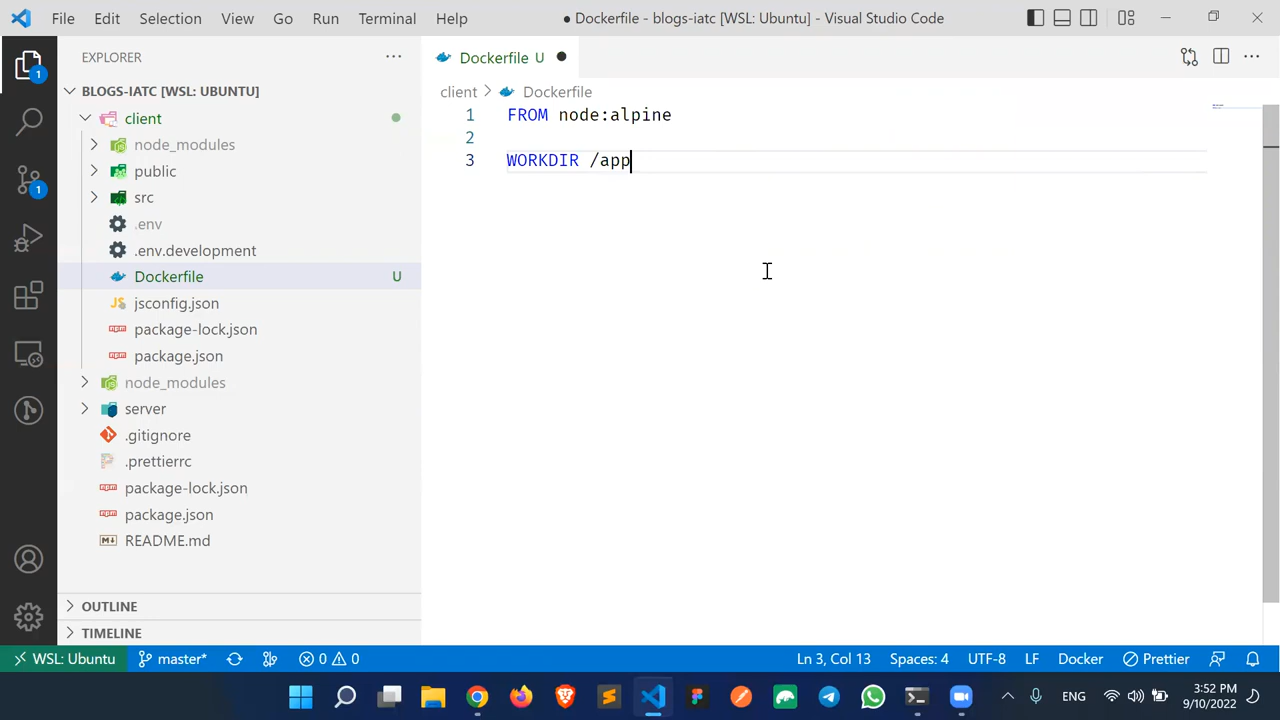 File Edit Selection View Go Run Terminal Help ● Dockerfile - blogs-iatc [WSL: Ubuntu] - Visual Studio Code
EXPLORER
Dockerfile U
1
BLOGS-IATC [WSL: UBUNTU]
client
node_modules
public
src
.env
.env.development
Dockerfile U
jsconfig.json
package-lock.json
package.json
node_modules
server
.gitignore
.prettierrc
package-lock.json
package.json
README.md
OUTLINE
TIMELINE
1
client > Dockerfile
1 FROM node:alpine
2
3 WORKDIR /app
WSL: Ubuntu master* 0 0 Ln 3, Col 13 Spaces: 4 UTF-8 LF Docker Prettier
ENG 3:52 PM
9/10/2022